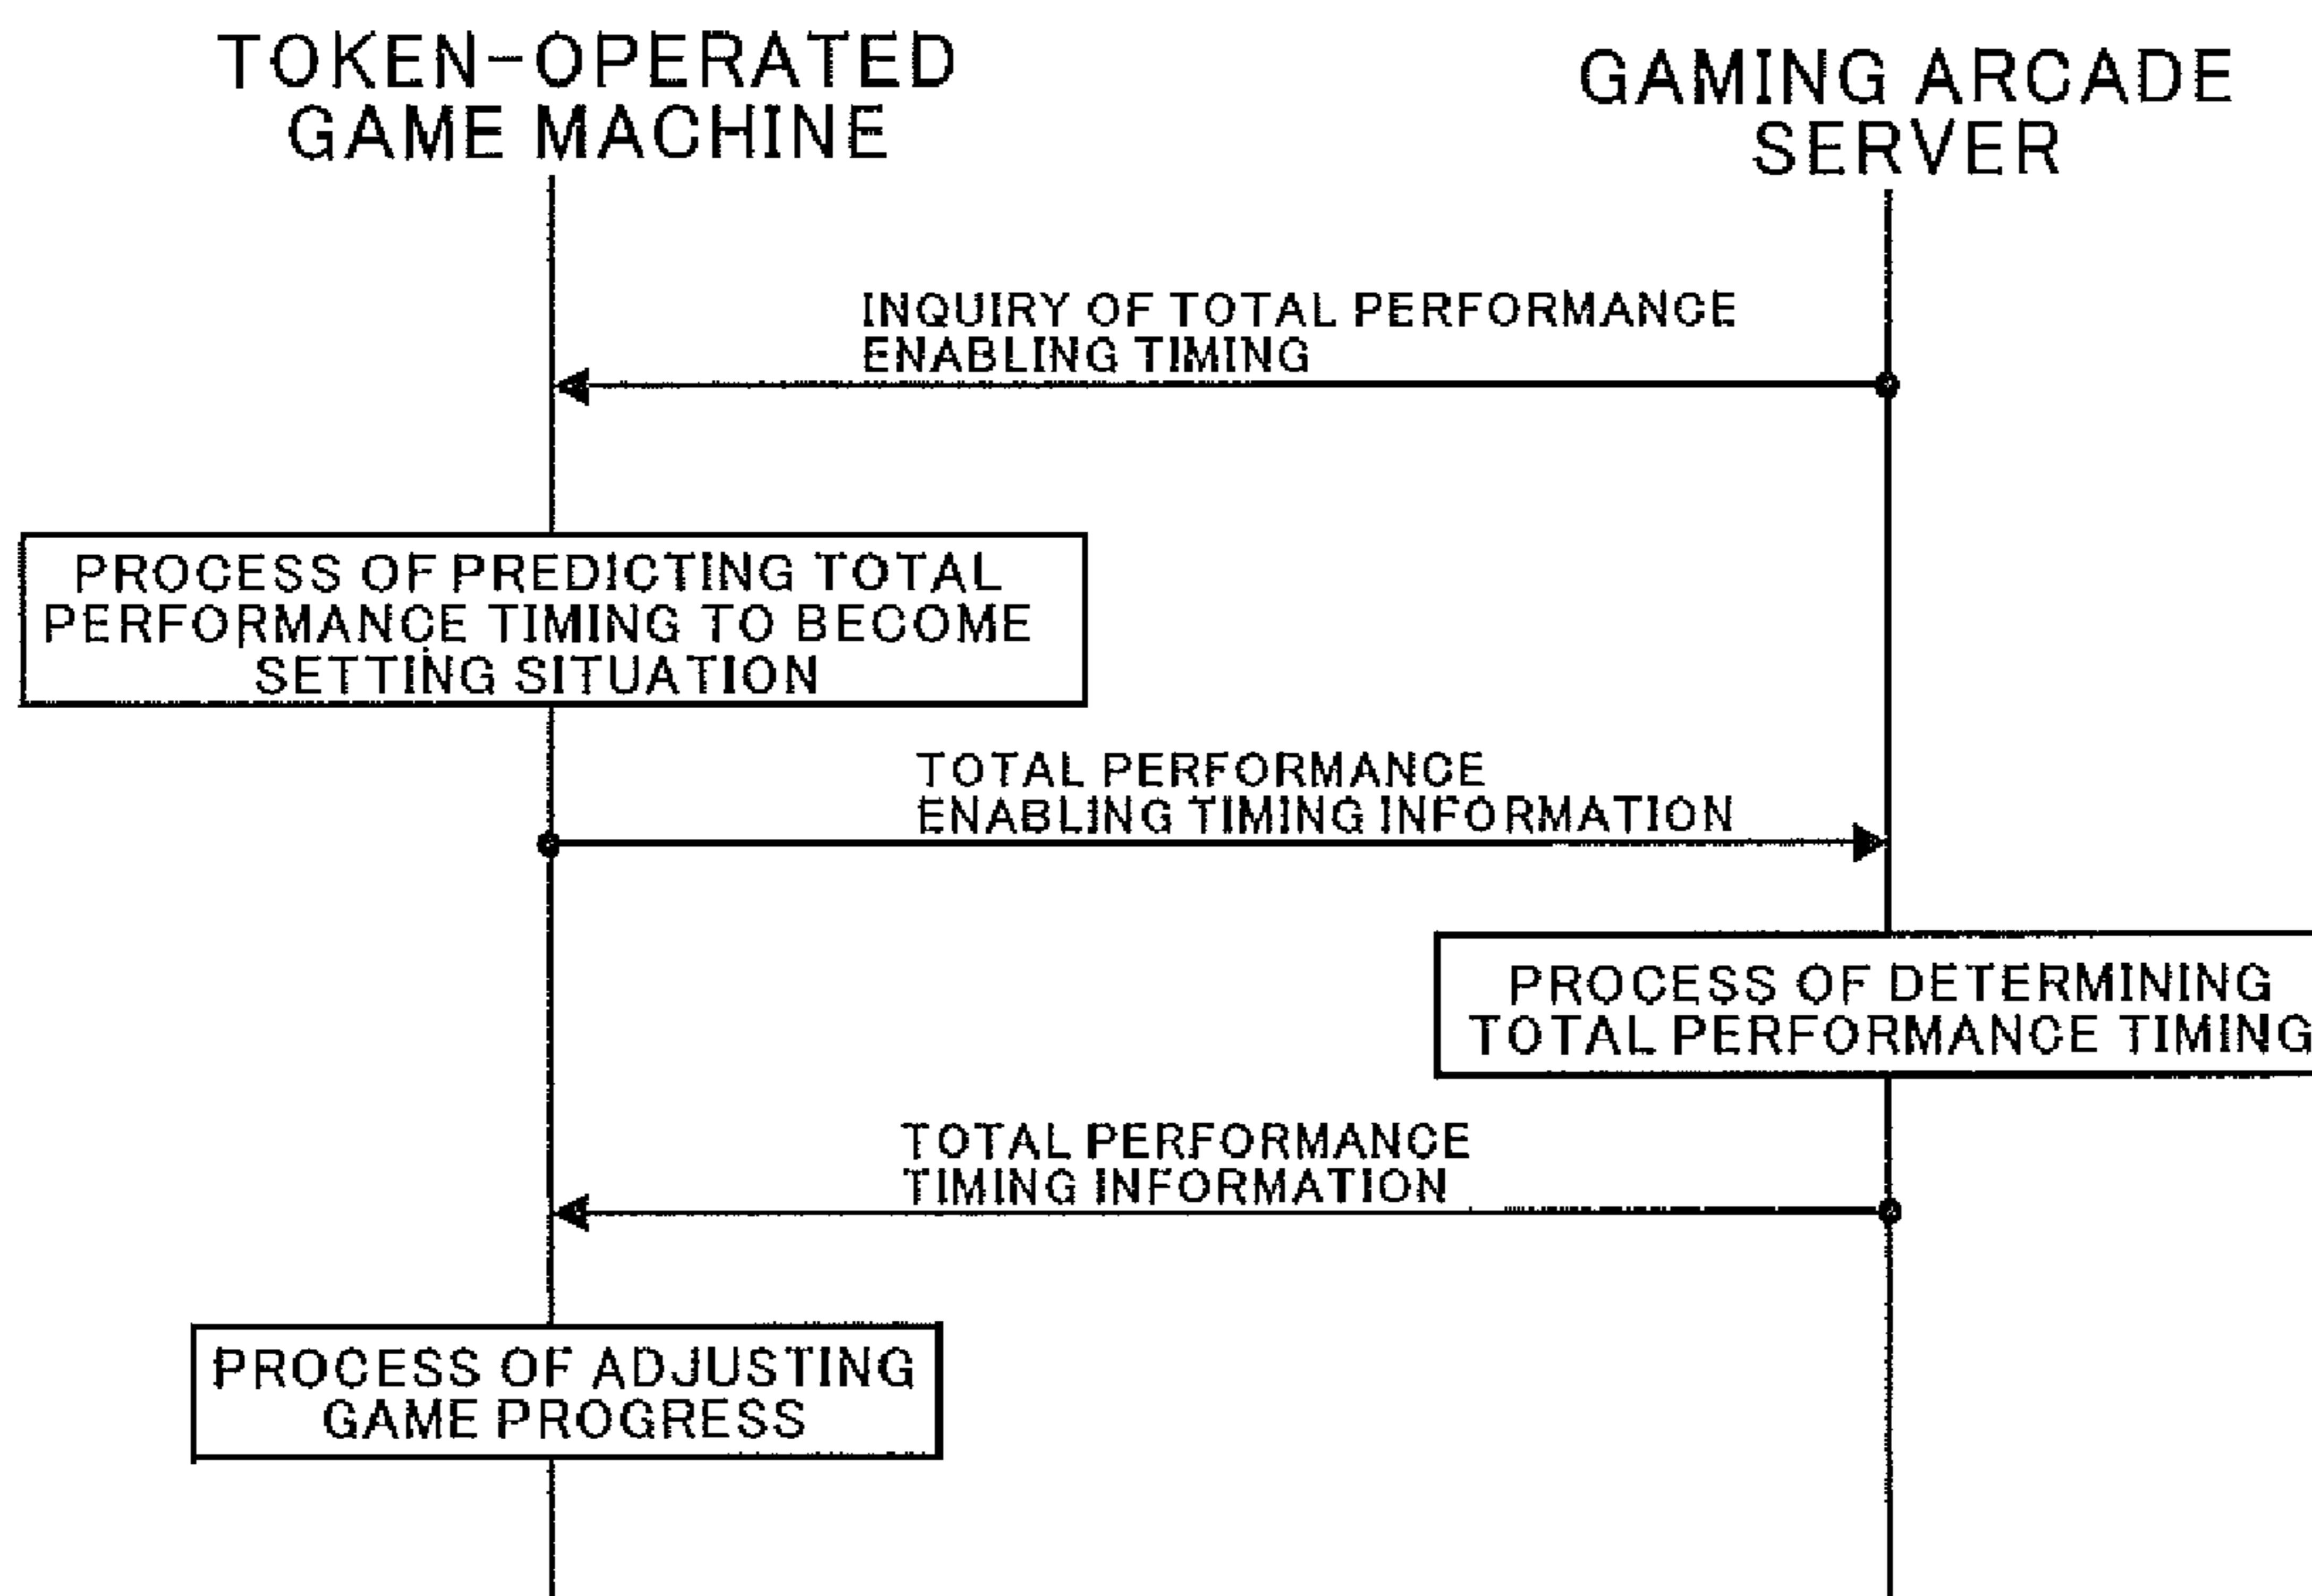 TOKEN-OPERATED
GAME MACHINE
GAMING ARCADE
SERVER
INQUIRY OF TOTAL PERFORMANCE
ENABLING TIMING
PROCESS OF PREDICTING TOTAL
PERFORMANCE TIMING TO BECOME
SETTING SITUATION
TOTAL PERFORMANCE
ENABLING TIMING INFORMATION
PROCESS OF DETERMINING
TOTAL PERFORMANCE TIMING
TOTAL PERFORMANCE
TIMING INFORMATION
PROCESS OF ADJUSTING
GAME PROGRESS